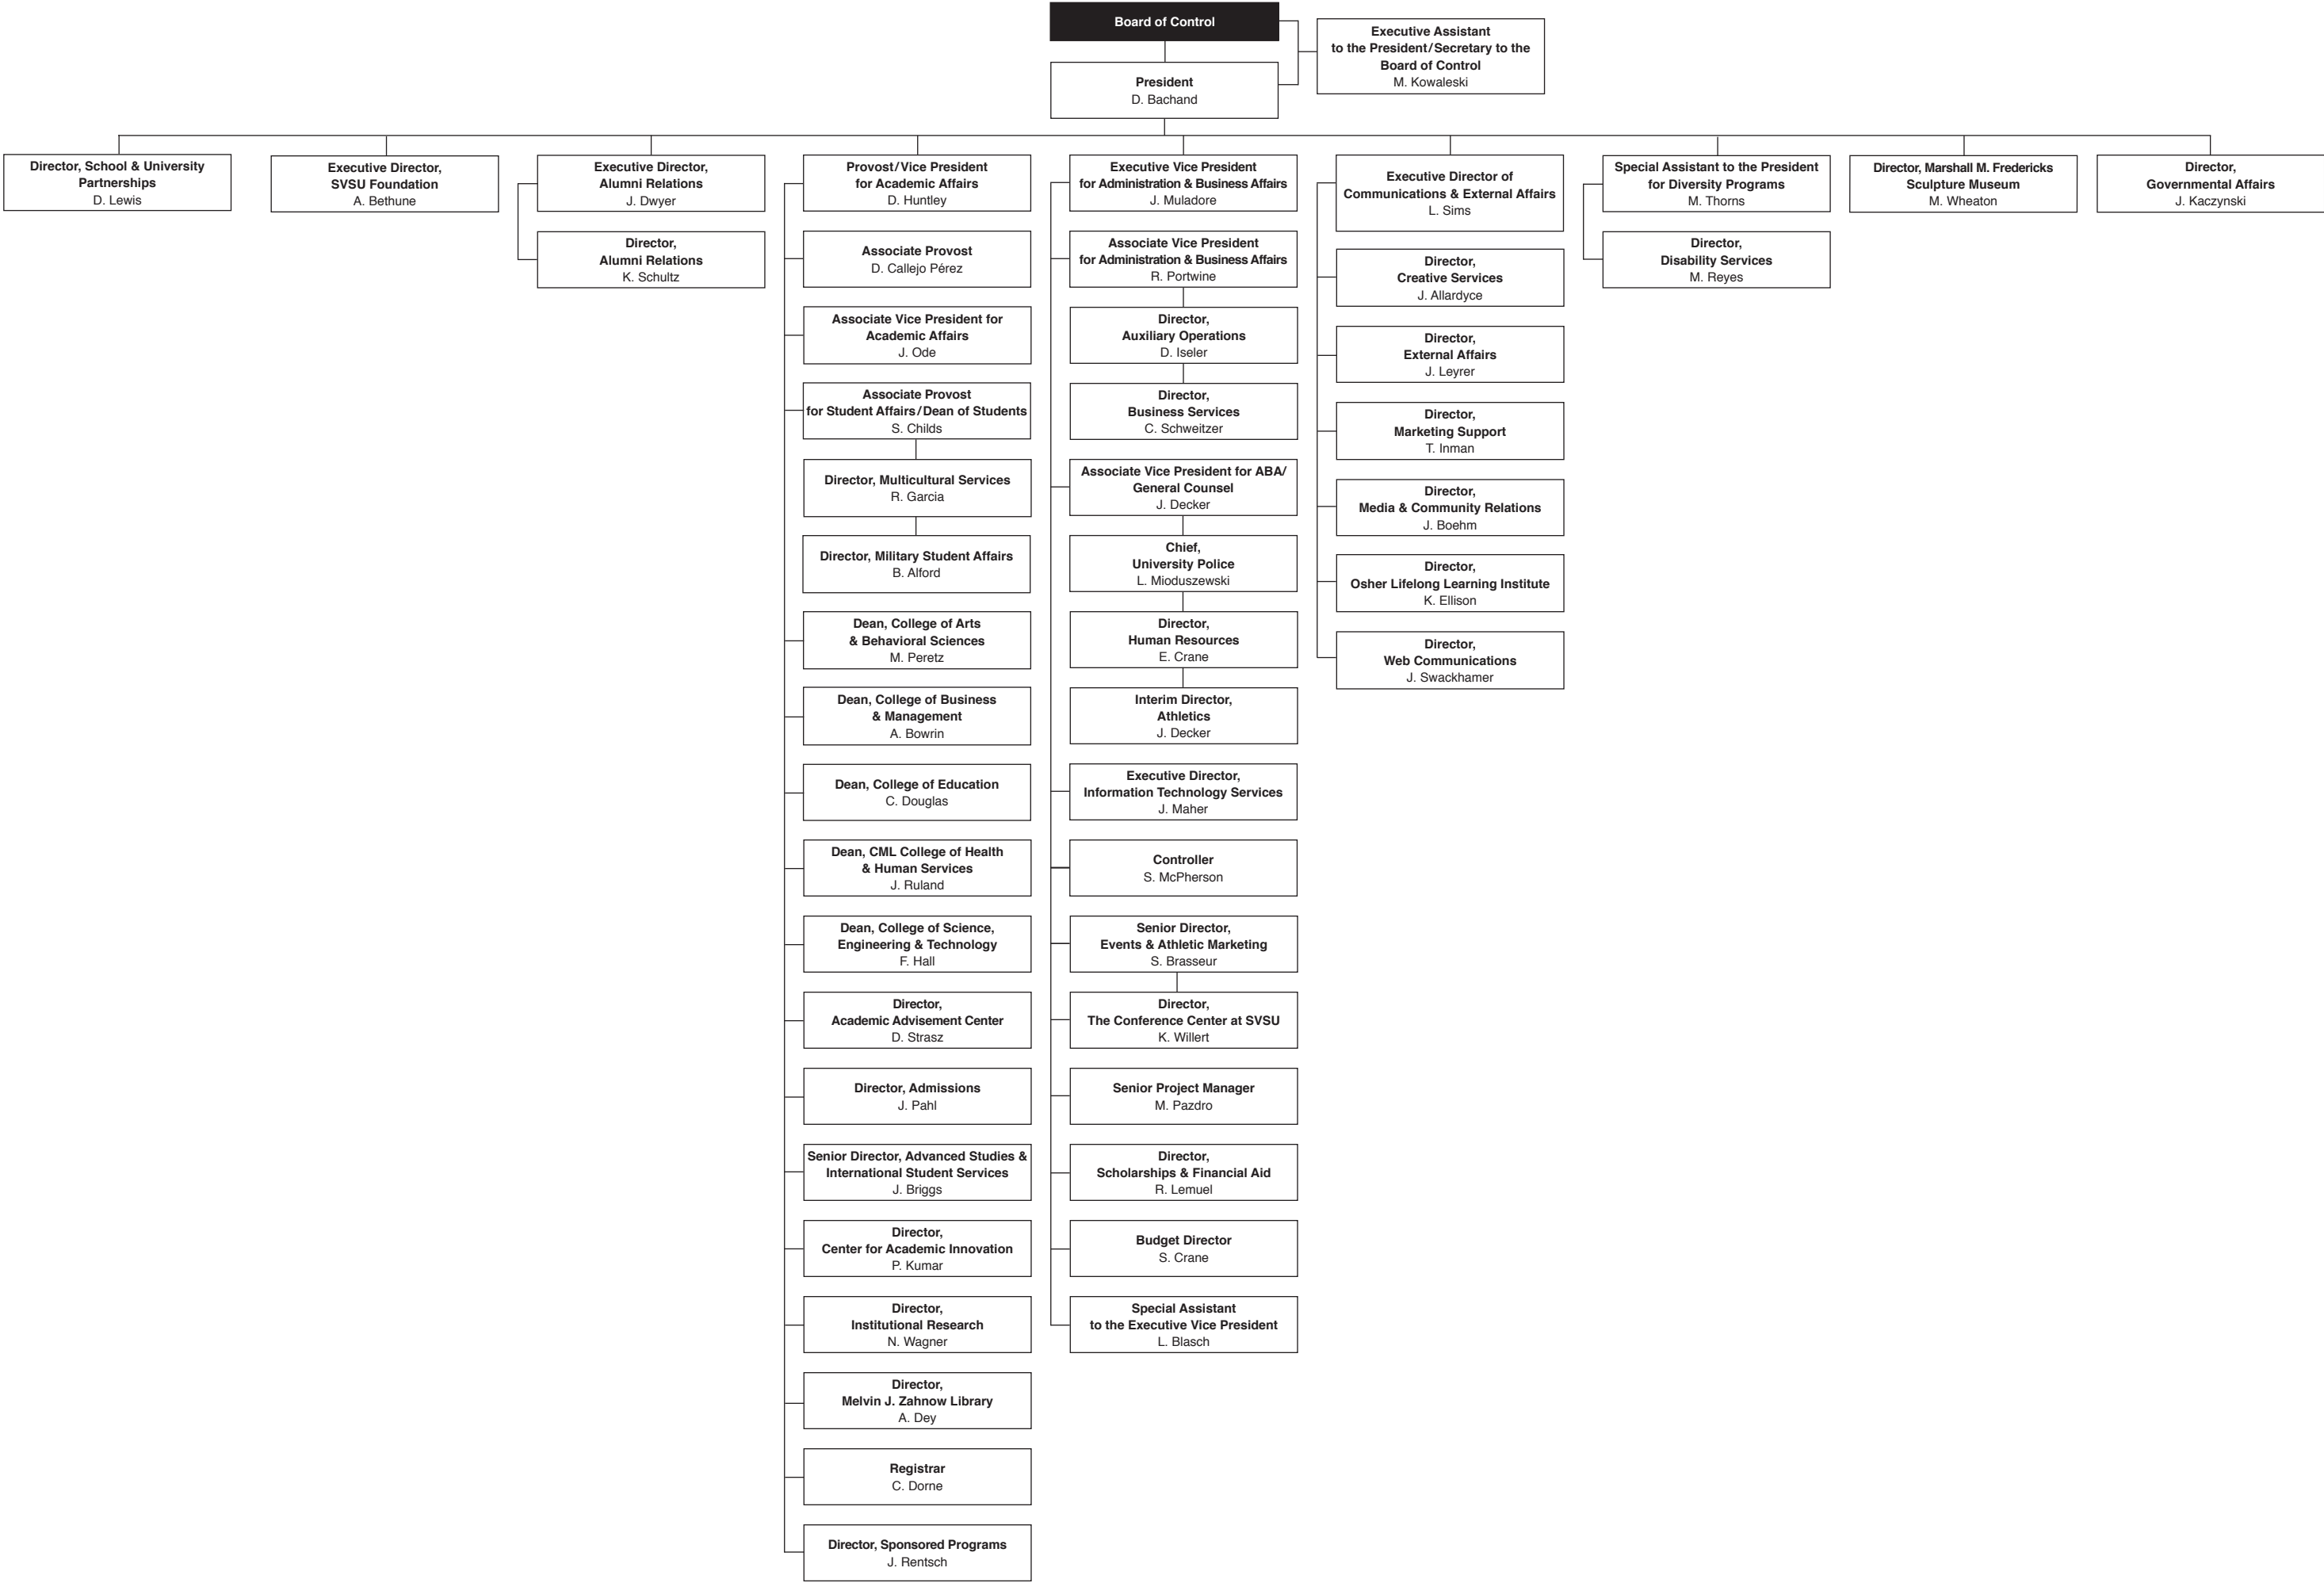 Board of Control
Executive Assistant
to the President/Secretary to the
Board of Control
M. Kowaleski
President
D. Bachand
Director, School & University
Partnerships
D. Lewis
Executive Director,
SVSU Foundation
A. Bethune
Executive Director,
Alumni Relations
J. Dwyer
Director,
Alumni Relations
K. Schultz
Provost/Vice President
for Academic Affairs
D. Huntley
Associate Provost
D. Callejo Pérez
Associate Vice President for
Academic Affairs
J. Ode
Associate Provost
for Student Affairs/Dean of Students
S. Childs
Director, Multicultural Services
R. Garcia
Director, Military Student Affairs
B. Alford
Dean, College of Arts
& Behavioral Sciences
M. Peretz
Dean, College of Business
& Management
A. Bowrin
Dean, College of Education
C. Douglas
Dean, CML College of Health
& Human Services
J. Ruland
Dean, College of Science,
Engineering & Technology
F. Hall
Director,
Academic Advisement Center
D. Strasz
Director, Admissions
J. Pahl
Senior Director, Advanced Studies &
International Student Services
J. Briggs
Director,
Center for Academic Innovation
P. Kumar
Director,
Institutional Research
N. Wagner
Director,
Melvin J. Zahnow Library
A. Dey
Registrar
C. Dorne
Director, Sponsored Programs
J. Rentsch
Executive Vice President
for Administration & Business Affairs
J. Muladore
Associate Vice President
for Administration & Business Affairs
R. Portwine
Director,
Auxiliary Operations
D. Iseler
Director,
Business Services
C. Schweitzer
Associate Vice President for ABA/
General Counsel
J. Decker
Chief,
University Police
L. Mioduszewski
Director,
Human Resources
E. Crane
Interim Director,
Athletics
J. Decker
Executive Director,
Information Technology Services
J. Maher
Controller
S. McPherson
Senior Director,
Events & Athletic Marketing
S. Brasseur
Director,
The Conference Center at SVSU
K. Willert
Senior Project Manager
M. Pazdro
Director,
Scholarships & Financial Aid
R. Lemuel
Budget Director
S. Crane
Special Assistant
to the Executive Vice President
L. Blasch
Executive Director of
Communications & External Affairs
L. Sims
Director,
Creative Services
J. Allardyce
Director,
External Affairs
J. Leyrer
Director,
Marketing Support
T. Inman
Director,
Media & Community Relations
J. Boehm
Director,
Osher Lifelong Learning Institute
K. Ellison
Director,
Web Communications
J. Swackhamer
Special Assistant to the President
for Diversity Programs
M. Thorns
Director,
Disability Services
M. Reyes
Director, Marshall M. Fredericks
Sculpture Museum
M. Wheaton
Director,
Governmental Affairs
J. Kaczynski